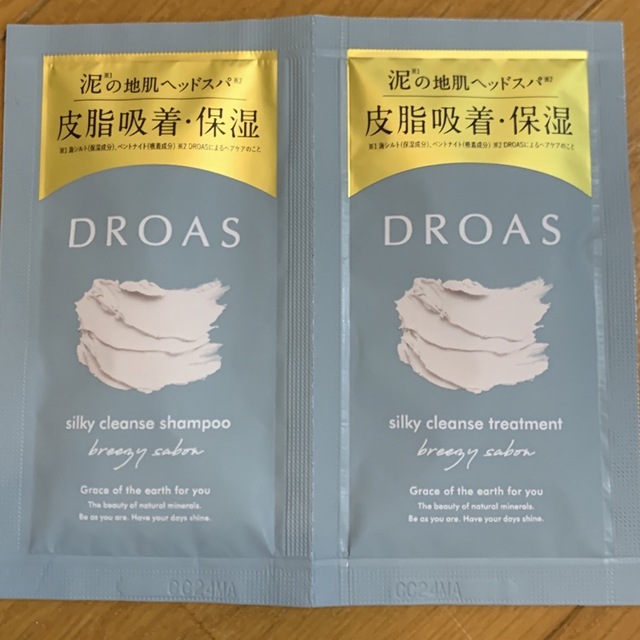 泥※1の地肌ヘッドスパ※2
皮脂吸着・保湿
※1 海シルト(保湿成分)、ベントナイト(吸着成分) ※2 DROASによるヘアケアのこと
DROAS
silky cleanse shampoo
breezy sabon
Grace of the earth for you
The beauty of natural minerals.
Be as you are. Have your days shine.
CC24MA
泥※1の地肌ヘッドスパ※2
皮脂吸着・保湿
※1 海シルト(保湿成分)、ベントナイト(吸着成分) ※2 DROASによるヘアケアのこと
DROAS
silky cleanse treatment
breezy sabon
Grace of the earth for you
The beauty of natural minerals.
Be as you are. Have your days shine.
CC24MA